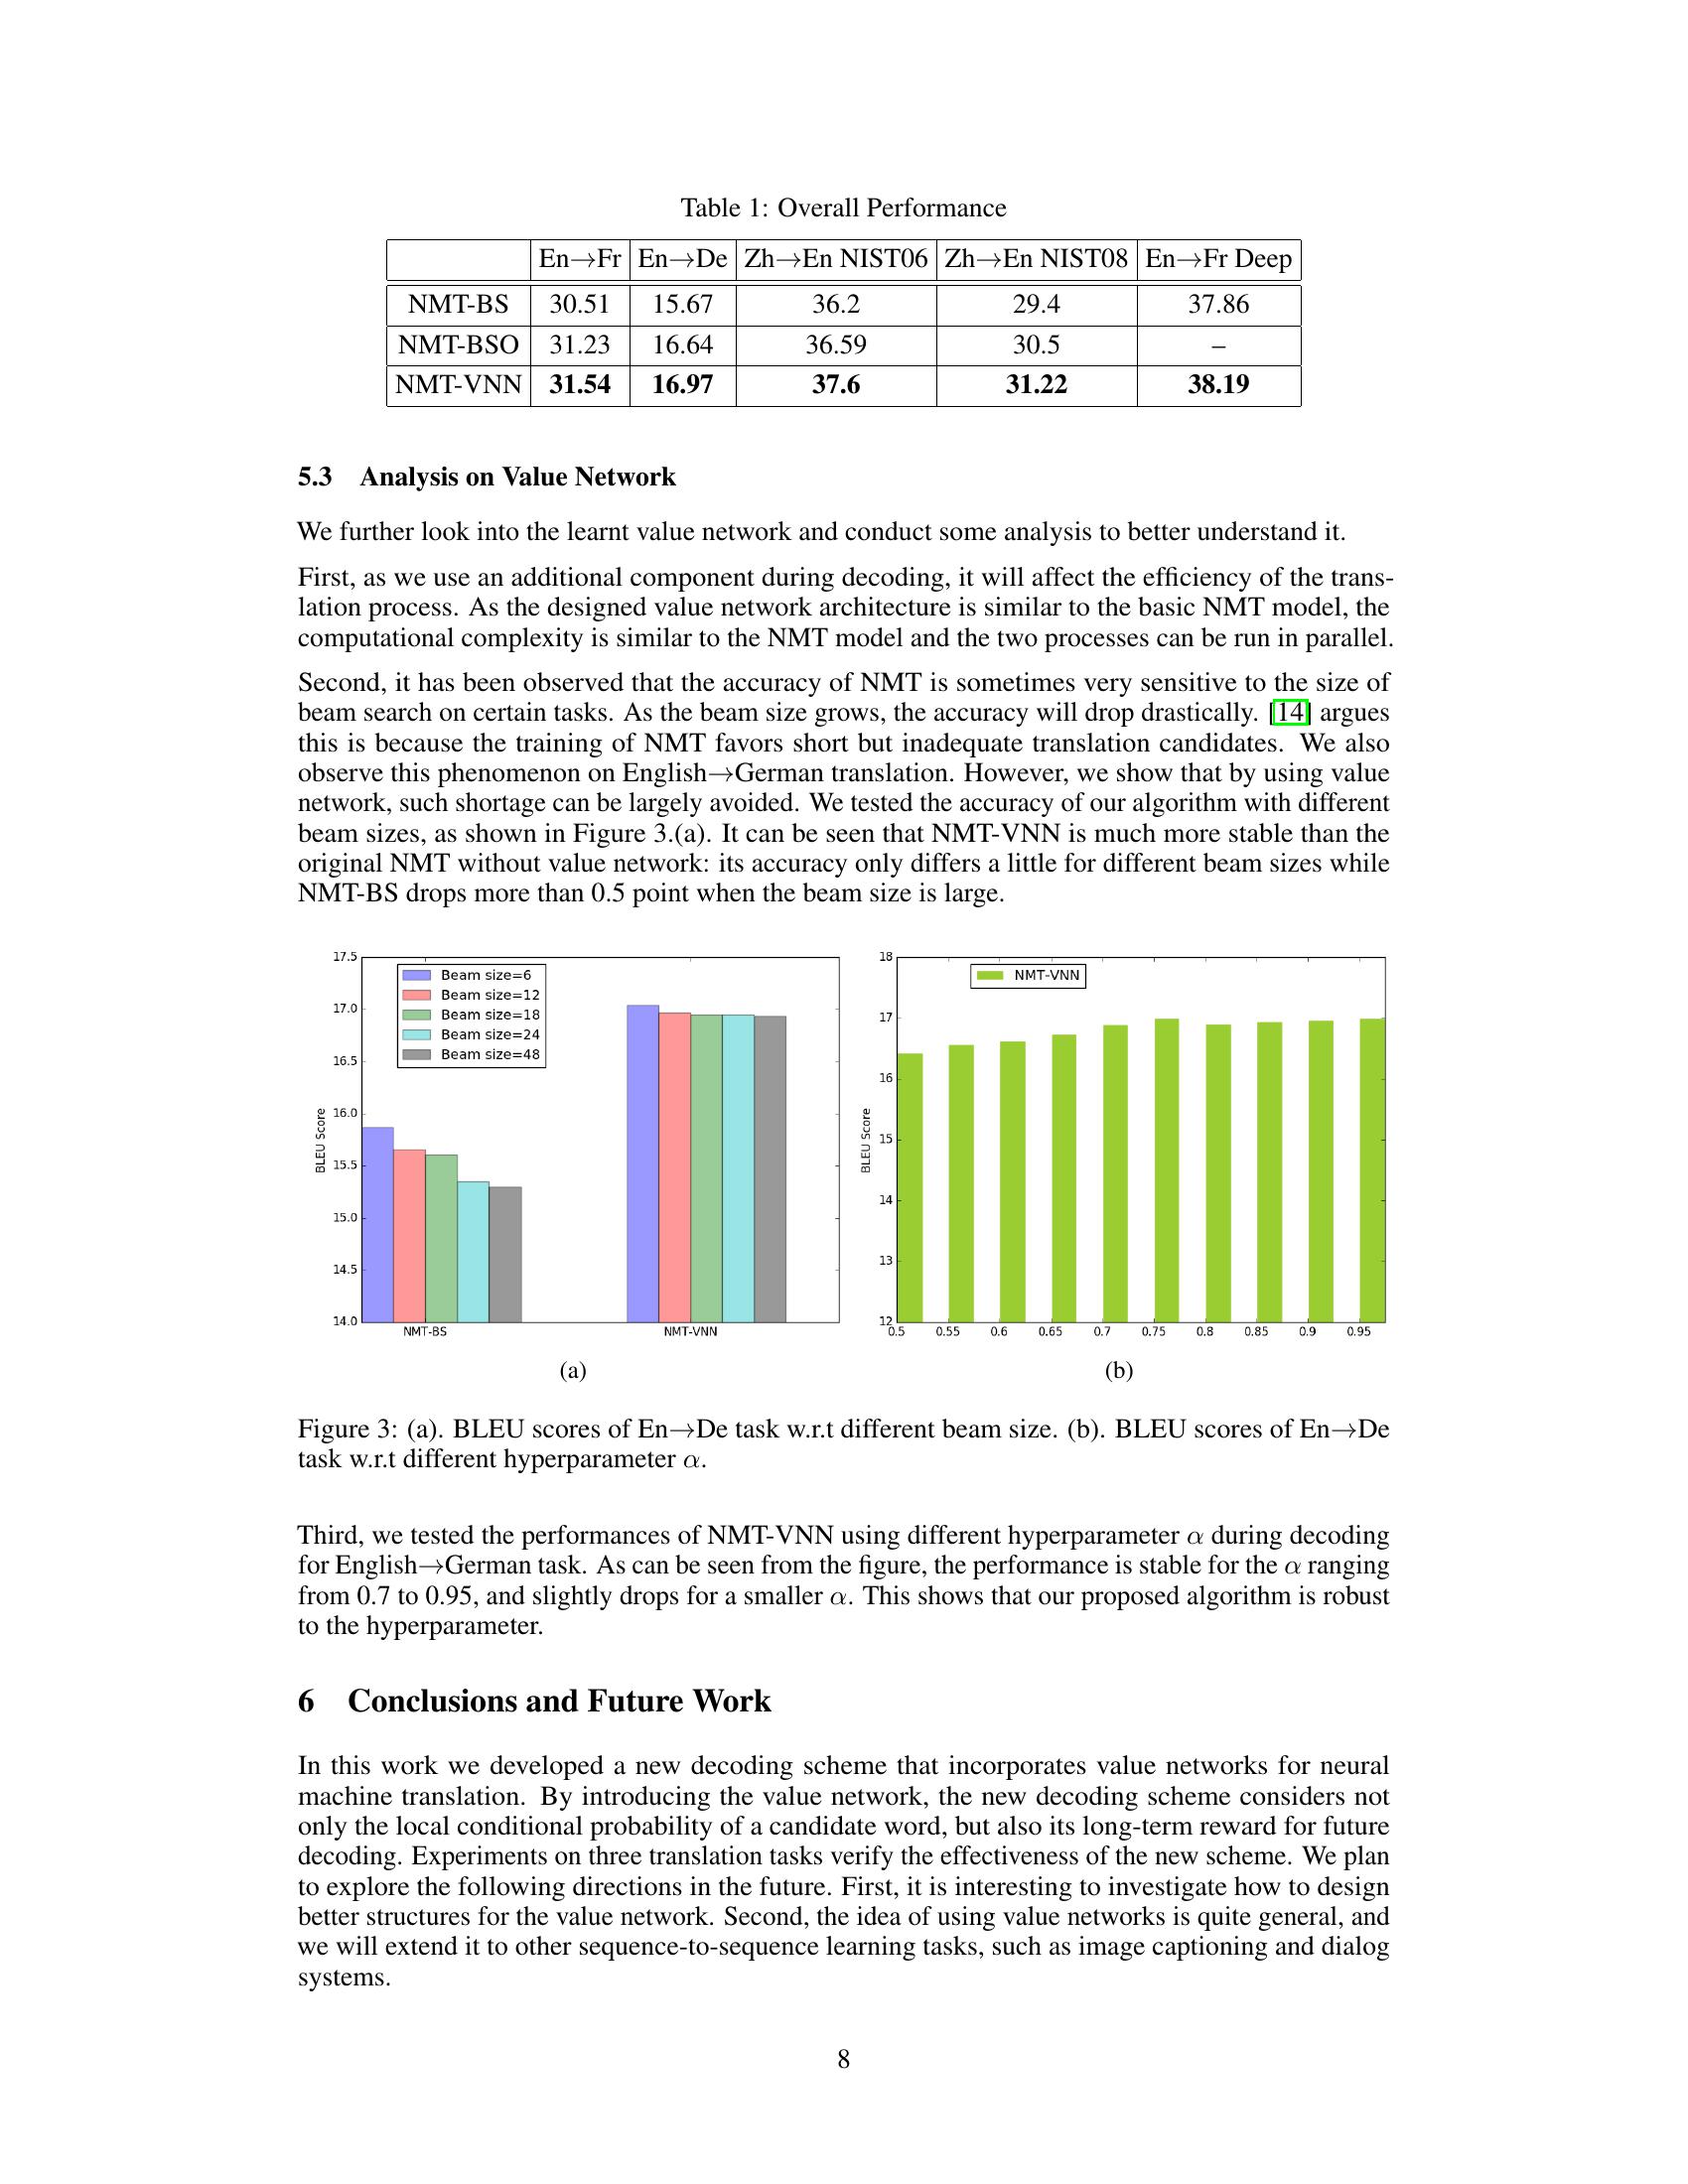 Table 1: Overall Performance
En→Fr En→De Zh→En NIST06 Zh→En NIST08 En→Fr Deep
NMT-BS 30.51 15.67 36.2 29.4 37.86
NMT-BSO 31.23 16.64 36.59 30.5 –
NMT-VNN 31.54 16.97 37.6 31.22 38.19
5.3 Analysis on Value Network
We further look into the learnt value network and conduct some analysis to better understand it.
First, as we use an additional component during decoding, it will affect the efficiency of the trans-
lation process. As the designed value network architecture is similar to the basic NMT model, the
computational complexity is similar to the NMT model and the two processes can be run in parallel.
Second, it has been observed that the accuracy of NMT is sometimes very sensitive to the size of
beam search on certain tasks. As the beam size grows, the accuracy will drop drastically. [14] argues
this is because the training of NMT favors short but inadequate translation candidates. We also
observe this phenomenon on English→German translation. However, we show that by using value
network, such shortage can be largely avoided. We tested the accuracy of our algorithm with different
beam sizes, as shown in Figure 3.(a). It can be seen that NMT-VNN is much more stable than the
original NMT without value network: its accuracy only differs a little for different beam sizes while
NMT-BS drops more than 0.5 point when the beam size is large.
17.5
17.0
16.5
16.0
15.5
15.0
14.5
14.0
BLEU Score
Beam size=6
Beam size=12
Beam size=18
Beam size=24
Beam size=48
NMT-BS NMT-VNN
(a)
18
17
16
15
14
13
12
BLEU Score
NMT-VNN
0.5 0.55 0.6 0.65 0.7 0.75 0.8 0.85 0.9 0.95
(b)
Figure 3: (a). BLEU scores of En→De task w.r.t different beam size. (b). BLEU scores of En→De
task w.r.t different hyperparameter α.
Third, we tested the performances of NMT-VNN using different hyperparameter α during decoding
for English→German task. As can be seen from the figure, the performance is stable for the α ranging
from 0.7 to 0.95, and slightly drops for a smaller α. This shows that our proposed algorithm is robust
to the hyperparameter.
6 Conclusions and Future Work
In this work we developed a new decoding scheme that incorporates value networks for neural
machine translation. By introducing the value network, the new decoding scheme considers not
only the local conditional probability of a candidate word, but also its long-term reward for future
decoding. Experiments on three translation tasks verify the effectiveness of the new scheme. We plan
to explore the following directions in the future. First, it is interesting to investigate how to design
better structures for the value network. Second, the idea of using value networks is quite general, and
we will extend it to other sequence-to-sequence learning tasks, such as image captioning and dialog
systems.
8